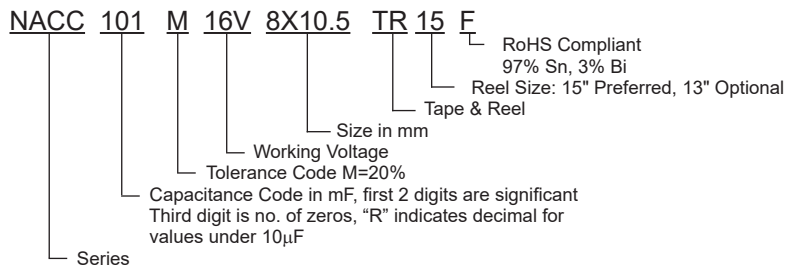 NACC 101 M 16V 8X10.5 TR 15 F
RoHS Compliant
97% Sn, 3% Bi
Reel Size: 15" Preferred, 13" Optional
Tape & Reel
Size in mm
Working Voltage
Tolerance Code M=20%
Capacitance Code in mF, first 2 digits are significant
Third digit is no. of zeros, “R” indicates decimal for
values under 10µF
Series